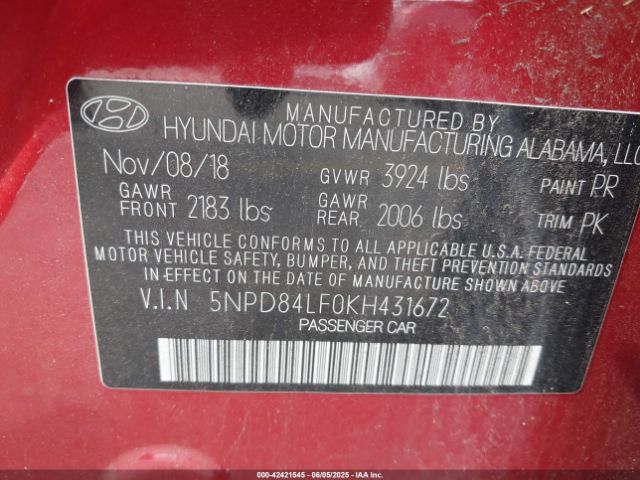 MANUFACTURED BY
HYUNDAI MOTOR MANUFACTURING ALABAMA, LLC
Nov/08/18 GVWR 3924 lbs PAINT PR
GAWR FRONT 2183 lbs GAWR REAR 2006 lbs TRIM PK
THIS VEHICLE CONFORMS TO ALL APPLICABLE U.S.A. FEDERAL
MOTOR VEHICLE SAFETY, BUMPER, AND THEFT PREVENTION STANDARDS
IN EFFECT ON THE DATE OF MANUFACTURE SHOWN ABOVE.
V.I.N 5NPD84LF0KH431672
PASSENGER CAR
000-42421545 - 06/05/2025 - IAAI.COM